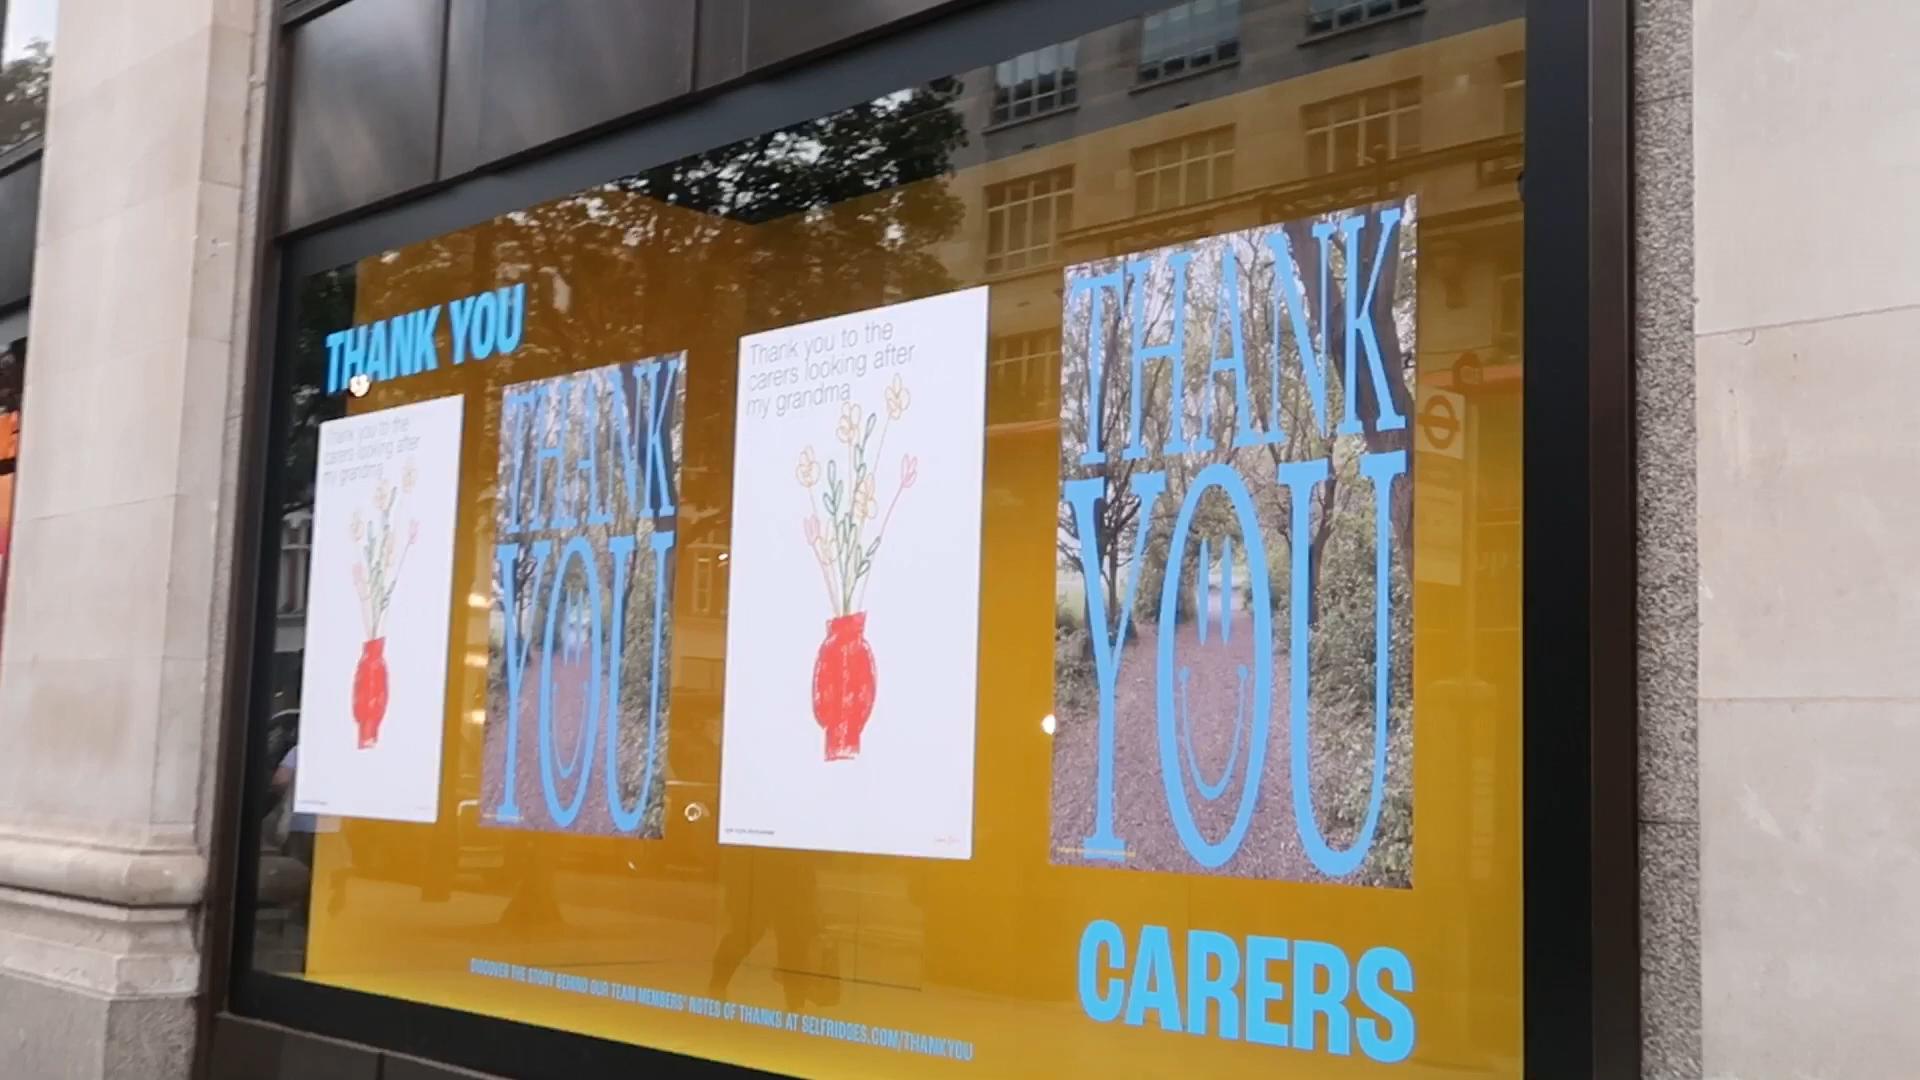 THANK YOU
Thank you to the
carers looking after
my grandma
THANK
YOU
Thank you to the
carers looking after
my grandma
THANK
YOU
CARERS
DISCOVER THE STORY BEHIND OUR TEAM MEMBERS' NOTES OF THANKS AT SELFRIDGES.COM/THANKYOU